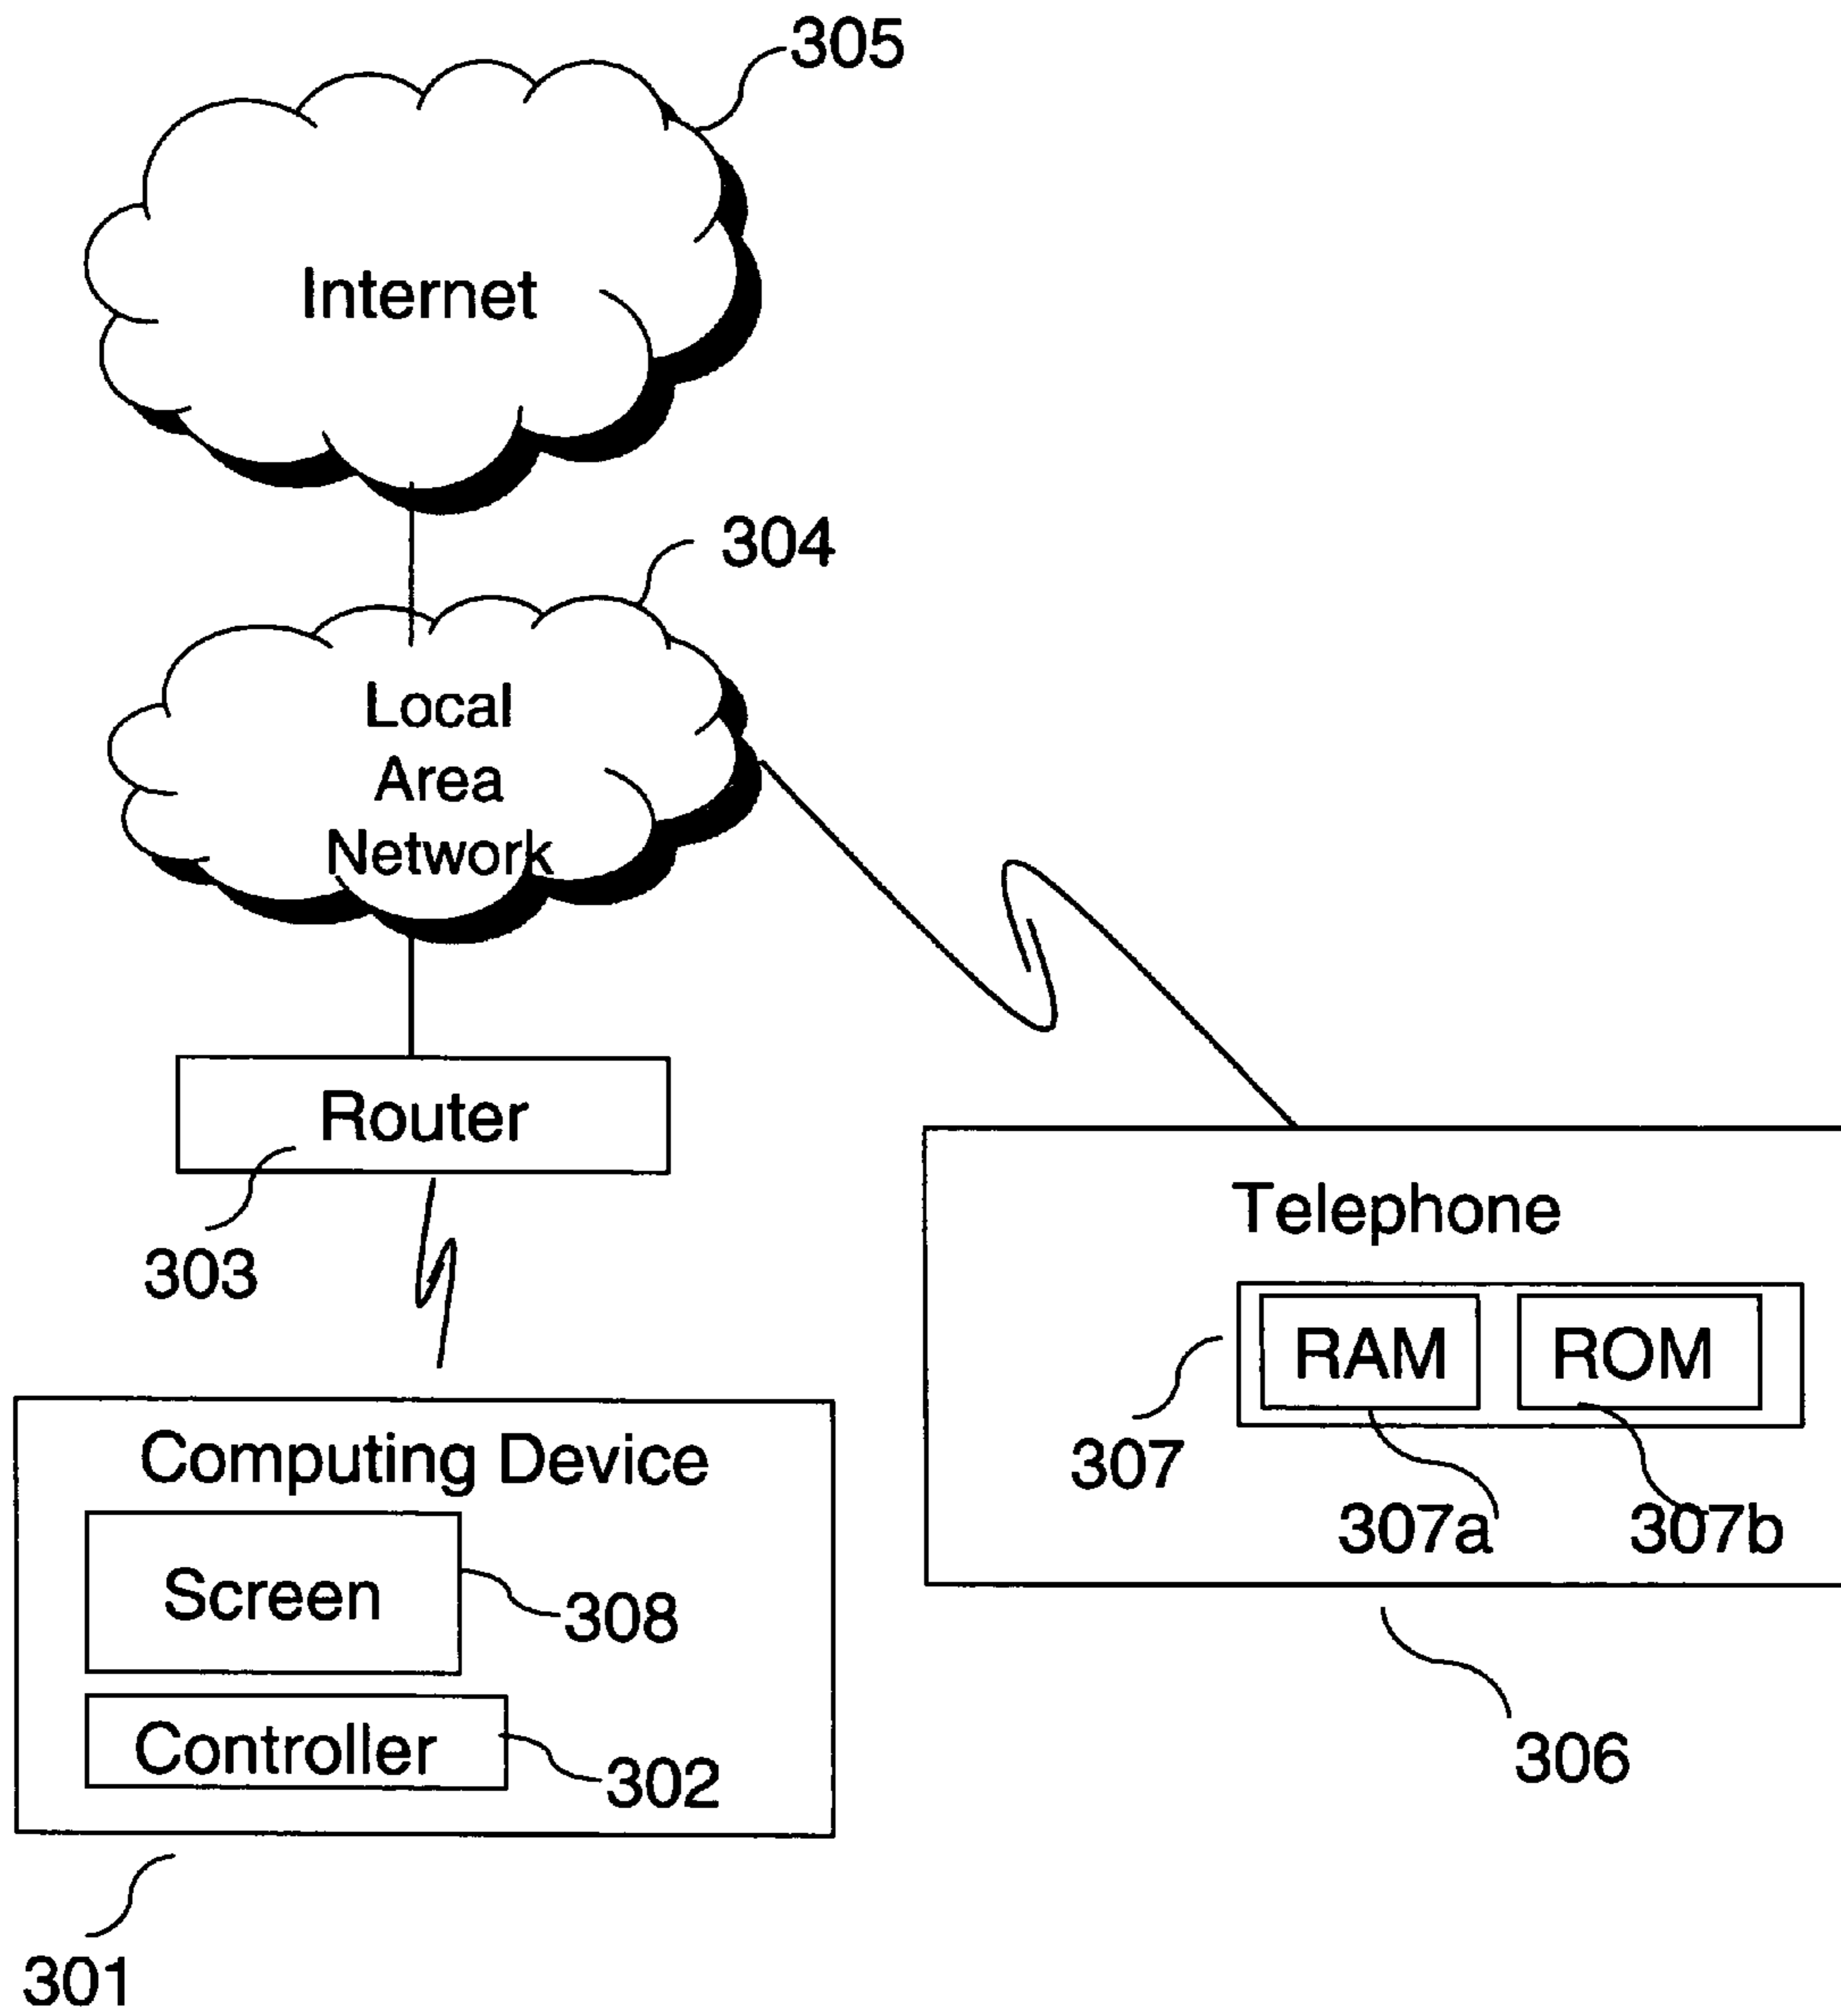 305
Internet
304
Local
Area
Network
Router
303
Telephone
RAM
ROM
307
307a
307b
306
Computing Device
Screen
308
Controller
302
301